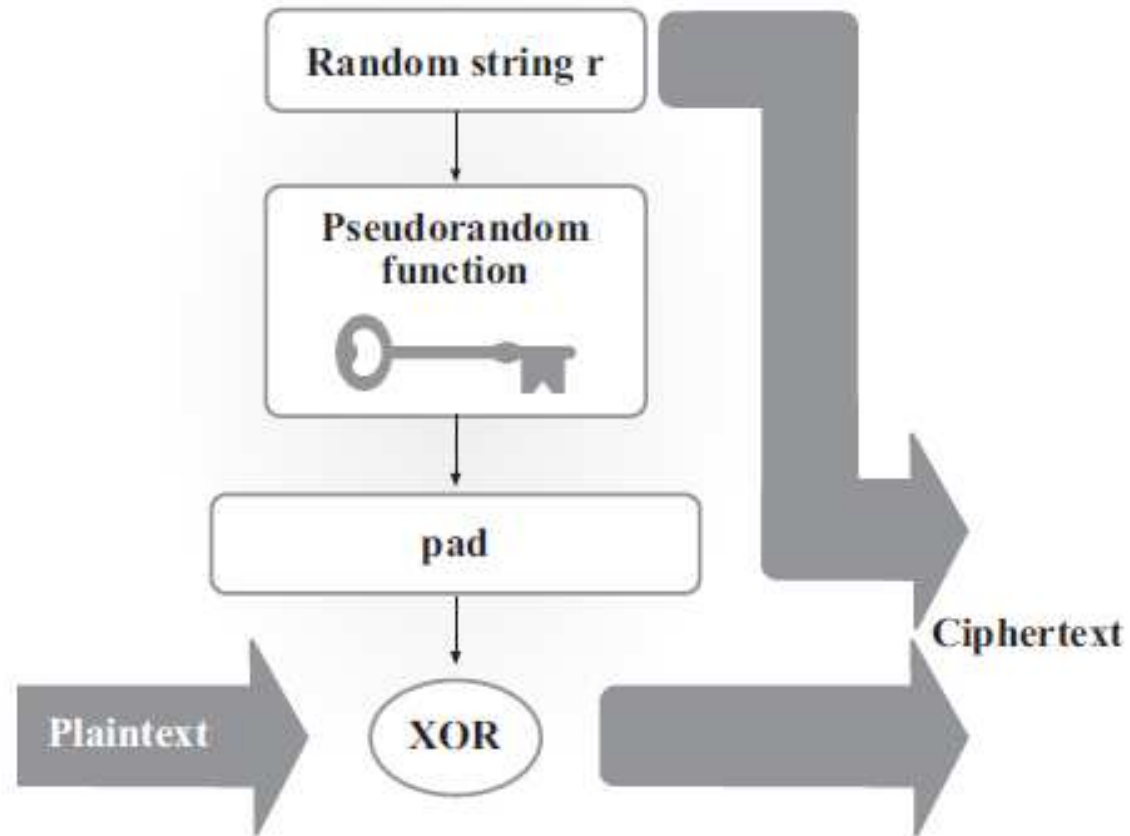 Random string r
Pseudorandom
function
pad
Ciphertext
Plaintext
XOR